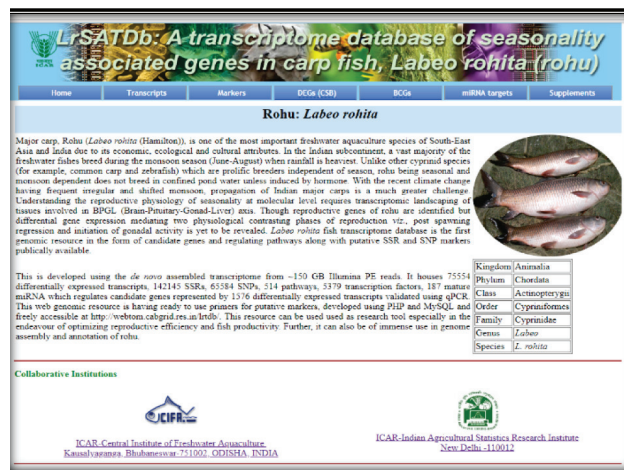 LrSATDb: A transcriptome database of seasonality
associated genes in carp fish, Labeo rohita (rohu)
ICAR
Home Transcripts Markers DEGs (CSB) BCGs miRNA targets Supplements
Rohu: Labeo rohita
Major carp, Rohu (Labeo rohita (Hamilton)), is one of the most important freshwater aquaculture species of South-East
Asia and India due to its economic, ecological and cultural attributes. In the Indian subcontinent, a vast majority of the
freshwater fishes breed during the monsoon season (June-August) when rainfall is heaviest. Unlike other cyprinid species
(for example, common carp and zebrafish) which are prolific breeders independent of season, rohu being seasonal and
monsoon dependent does not breed in confined pond water unless induced by hormone. With the recent climate change
having frequent irregular and shifted monsoon, propagation of Indian major carps is a much greater challenge.
Understanding the reproductive physiology of seasonality at molecular level requires transcriptomic landscaping of
tissues involved in BPGL (Brain-Pituitary-Gonad-Liver) axis. Though reproductive genes of rohu are identified but
differential gene expression mediating two physiological contrasting phases of reproduction viz., post spawning
regression and initiation of gonadal activity is yet to be revealed. Labeo rohita fish transcriptome database is the first
genomic resource in the form of candidate genes and regulating pathways along with putative SSR and SNP markers
publically available.
This is developed using the de novo assembled transcriptome from ~150 GB Illumina PE reads. It houses 75554
differentially expressed transcripts, 142145 SSRs, 65584 SNPs, 514 pathways, 5379 transcription factors, 187 mature
miRNA which regulates candidate genes represented by 1576 differentially expressed transcripts validated using qPCR.
This web genomic resource is having ready to use primers for putative markers, developed using PHP and MySQL and
freely accessible at http://webtom.cabgrid.res.in/lrtdb/. This resource can be used used as research tool especially in the
endeavour of optimizing reproductive efficiency and fish productivity. Further, it can also be of immense use in genome
assembly and annotation of rohu.
Kingdom Animalia
Phylum Chordata
Class Actinopterygii
Order Cypriniformes
Family Cyprinidae
Genus Labeo
Species L. rohita
Collaborative Institutions
CIFA
ICAR-Central Institute of Freshwater Aquaculture
Kausalyaganga, Bhubaneswar-751002, ODISHA, INDIA
ICAR-Indian Agricultural Statistics Research Institute
New Delhi -110012